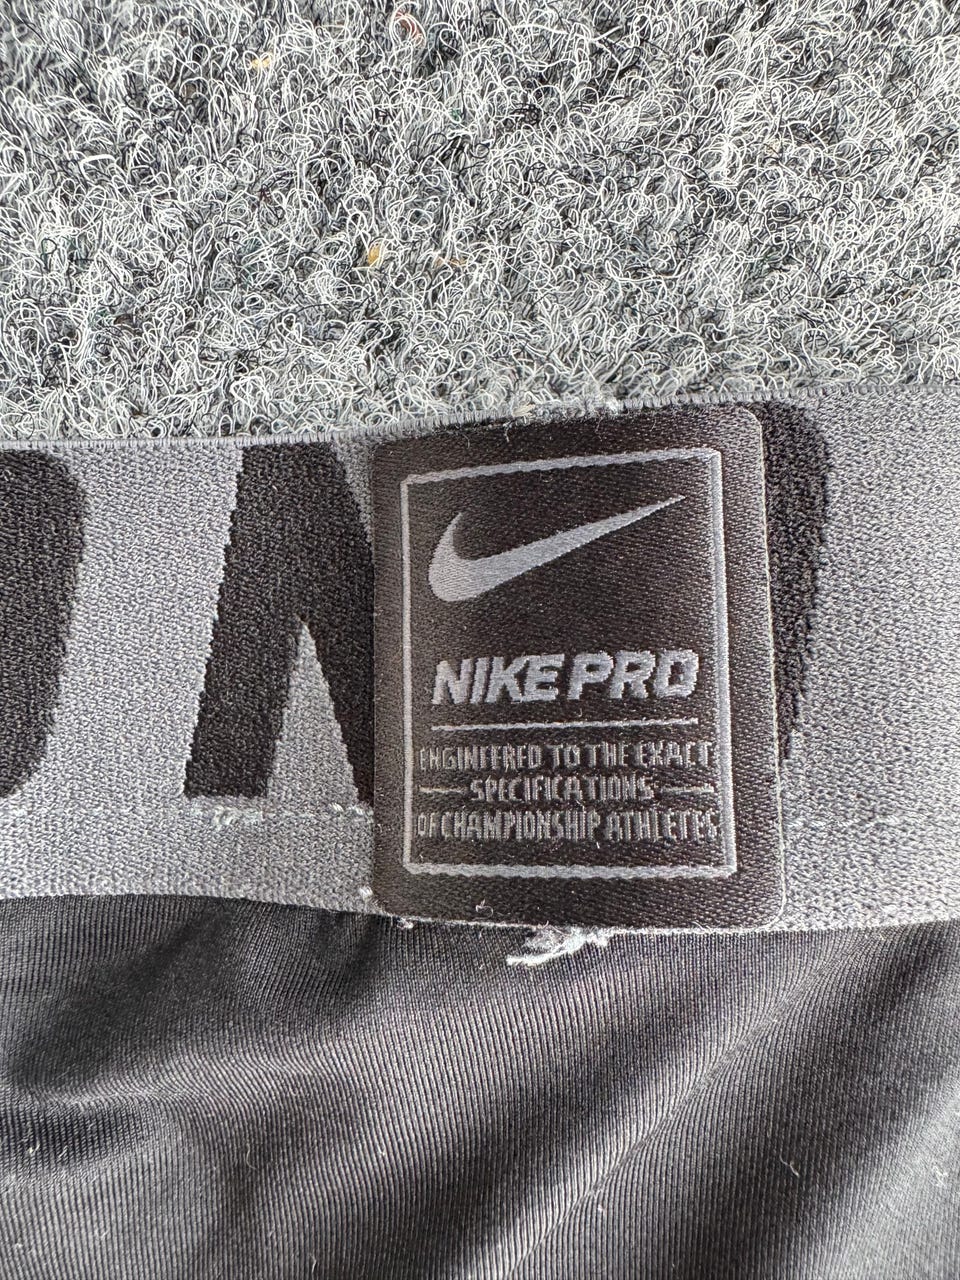 NIKE PRO
ENGINEERED TO THE EXACT
SPECIFICATIONS
OF CHAMPIONSHIP ATHLETES